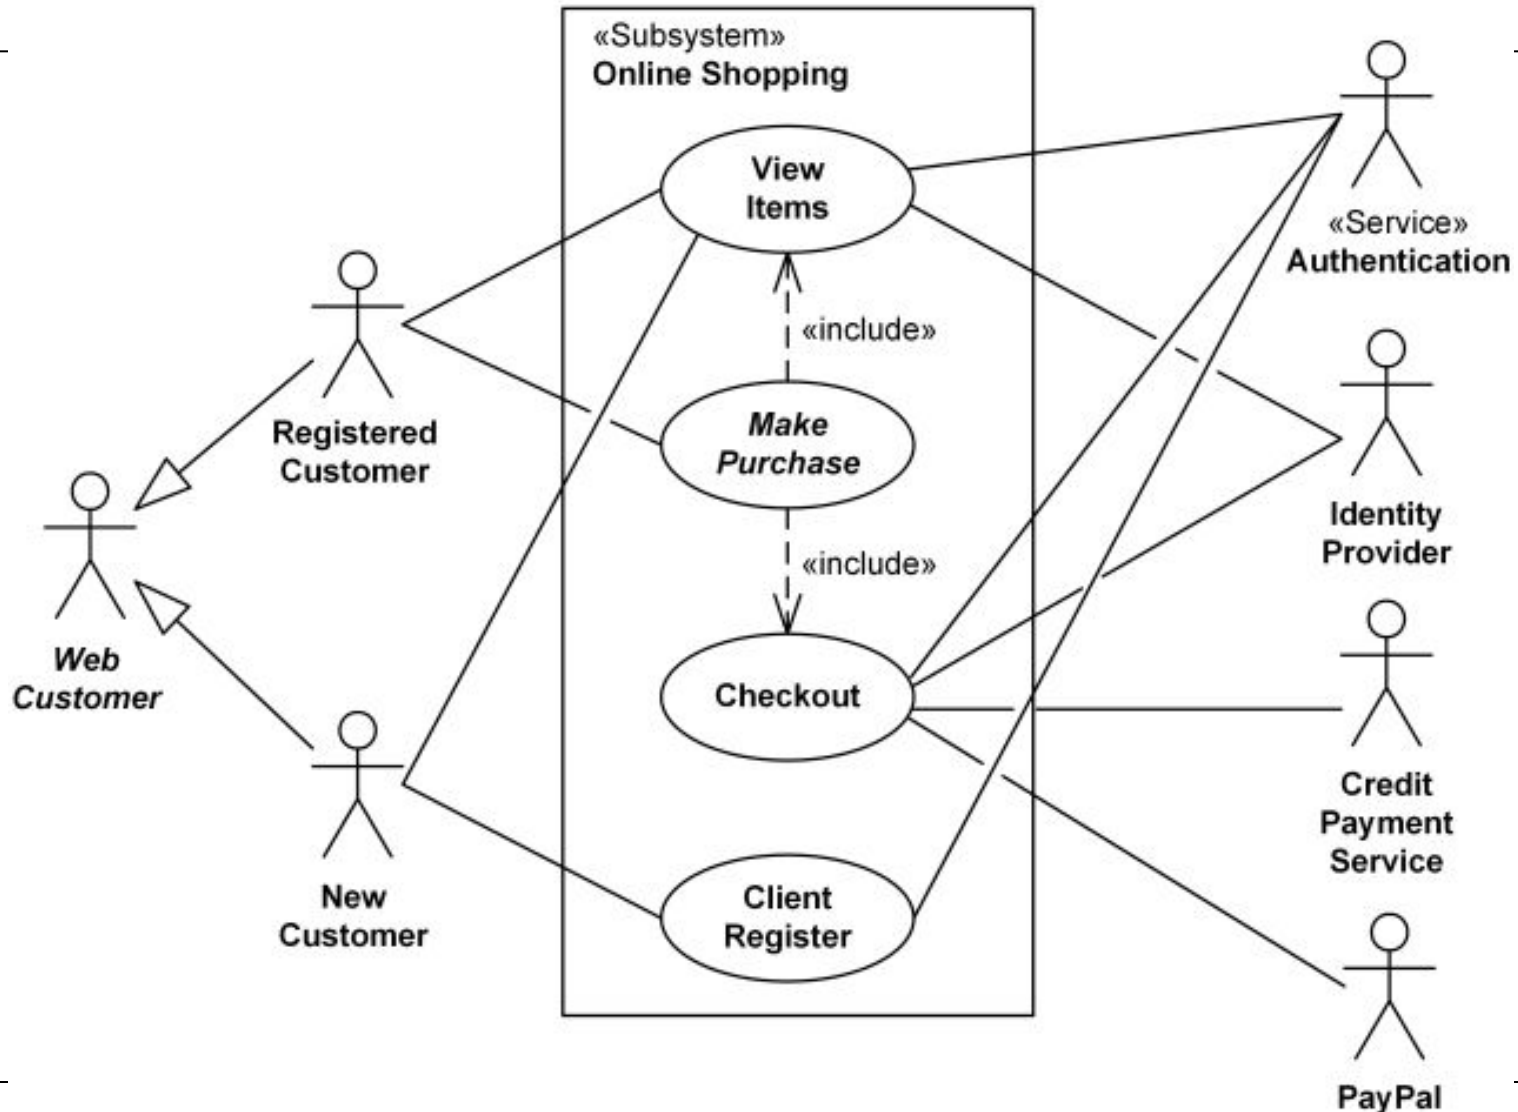 «Subsystem»
Online Shopping
View
Items
«Service»
Authentication
«include»
Registered
Customer
Make
Purchase
Identity
Provider
«include»
Web
Customer
Checkout
Credit
Payment
Service
New
Customer
Client
Register
PayPal